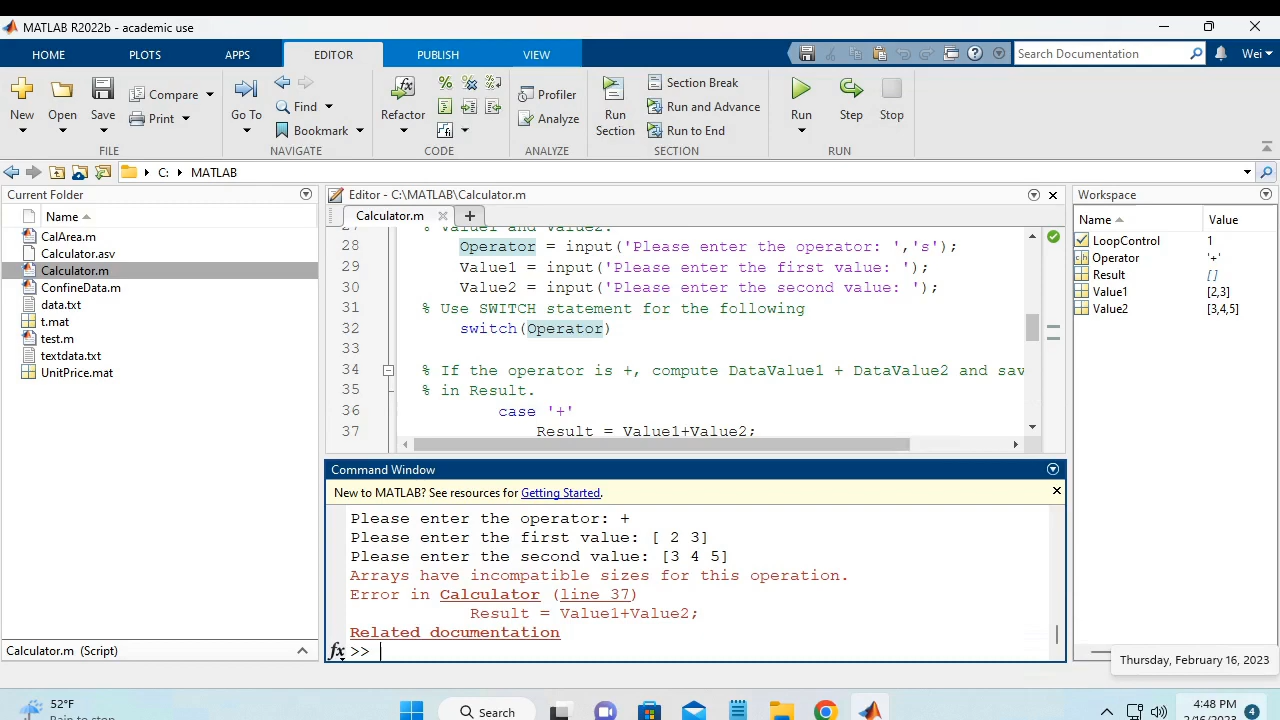 MATLAB R2022b - academic use
HOME PLOTS APPS EDITOR PUBLISH VIEW
Search Documentation
Wei
New Open Save Compare Print
Go To Find Bookmark
Refactor
Profiler Analyze
Run Section
Section Break
Run and Advance
Run to End
Run Step Stop
FILE NAVIGATE CODE ANALYZE SECTION RUN
C: MATLAB
Current Folder
Name
CalArea.m
Calculator.asv
Calculator.m
ConfineData.m
data.txt
t.mat
test.m
textdata.txt
UnitPrice.mat
Calculator.m (Script)
Editor - C:\MATLAB\Calculator.m
Calculator.m
27 % Value1 and Value2.
28 Operator = input('Please enter the operator: ','s');
29 Value1 = input('Please enter the first value: ');
30 Value2 = input('Please enter the second value: ');
31 % Use SWITCH statement for the following
32 switch(Operator)
33
34 % If the operator is +, compute DataValue1 + DataValue2 and sav
35 % in Result.
36 case '+'
37 Result = Value1+Value2;
Command Window
New to MATLAB? See resources for Getting Started.
Please enter the operator: +
Please enter the first value: [ 2 3]
Please enter the second value: [3 4 5]
Arrays have incompatible sizes for this operation.
Error in Calculator (line 37)
Result = Value1+Value2;
Related documentation
fx >>
Workspace
Name Value
LoopControl 1
Operator '+'
Result []
Value1 [2,3]
Value2 [3,4,5]
Thursday, February 16, 2023
52°F
Rain to stop
Search
4:48 PM
4